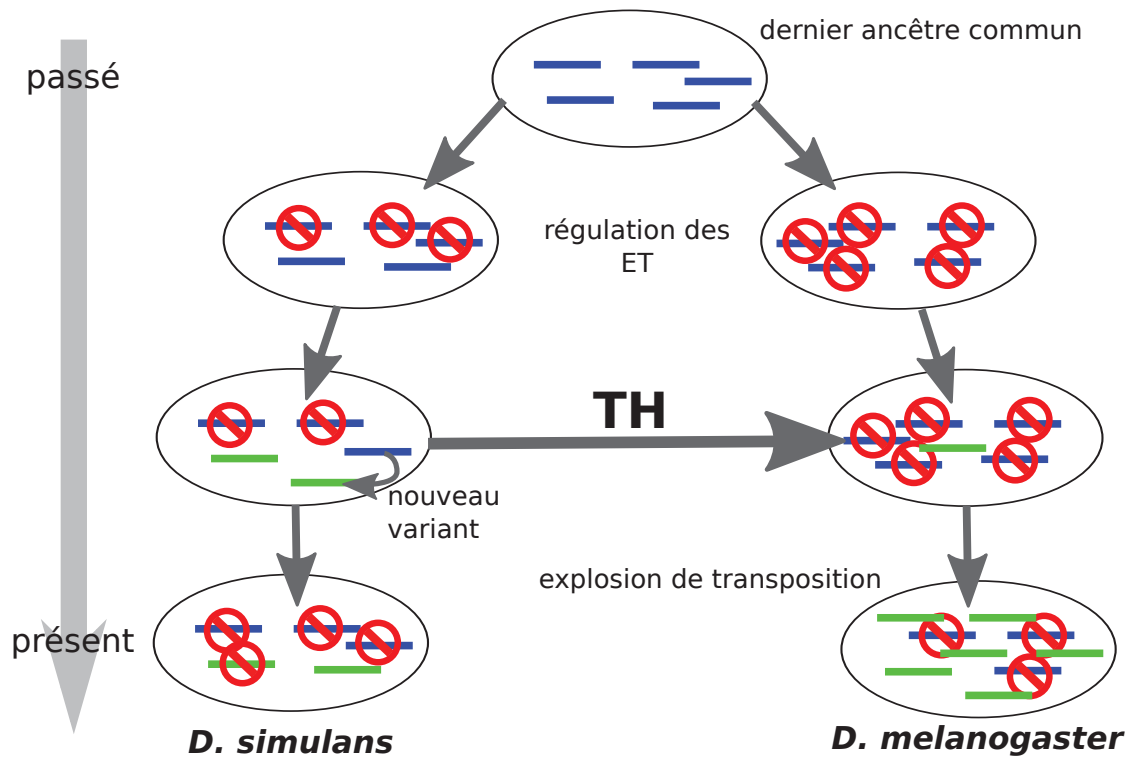 dernier ancêtre commun
passé
régulation des
ET
TH
nouveau
variant
explosion de transposition
présent
D. simulans
D. melanogaster